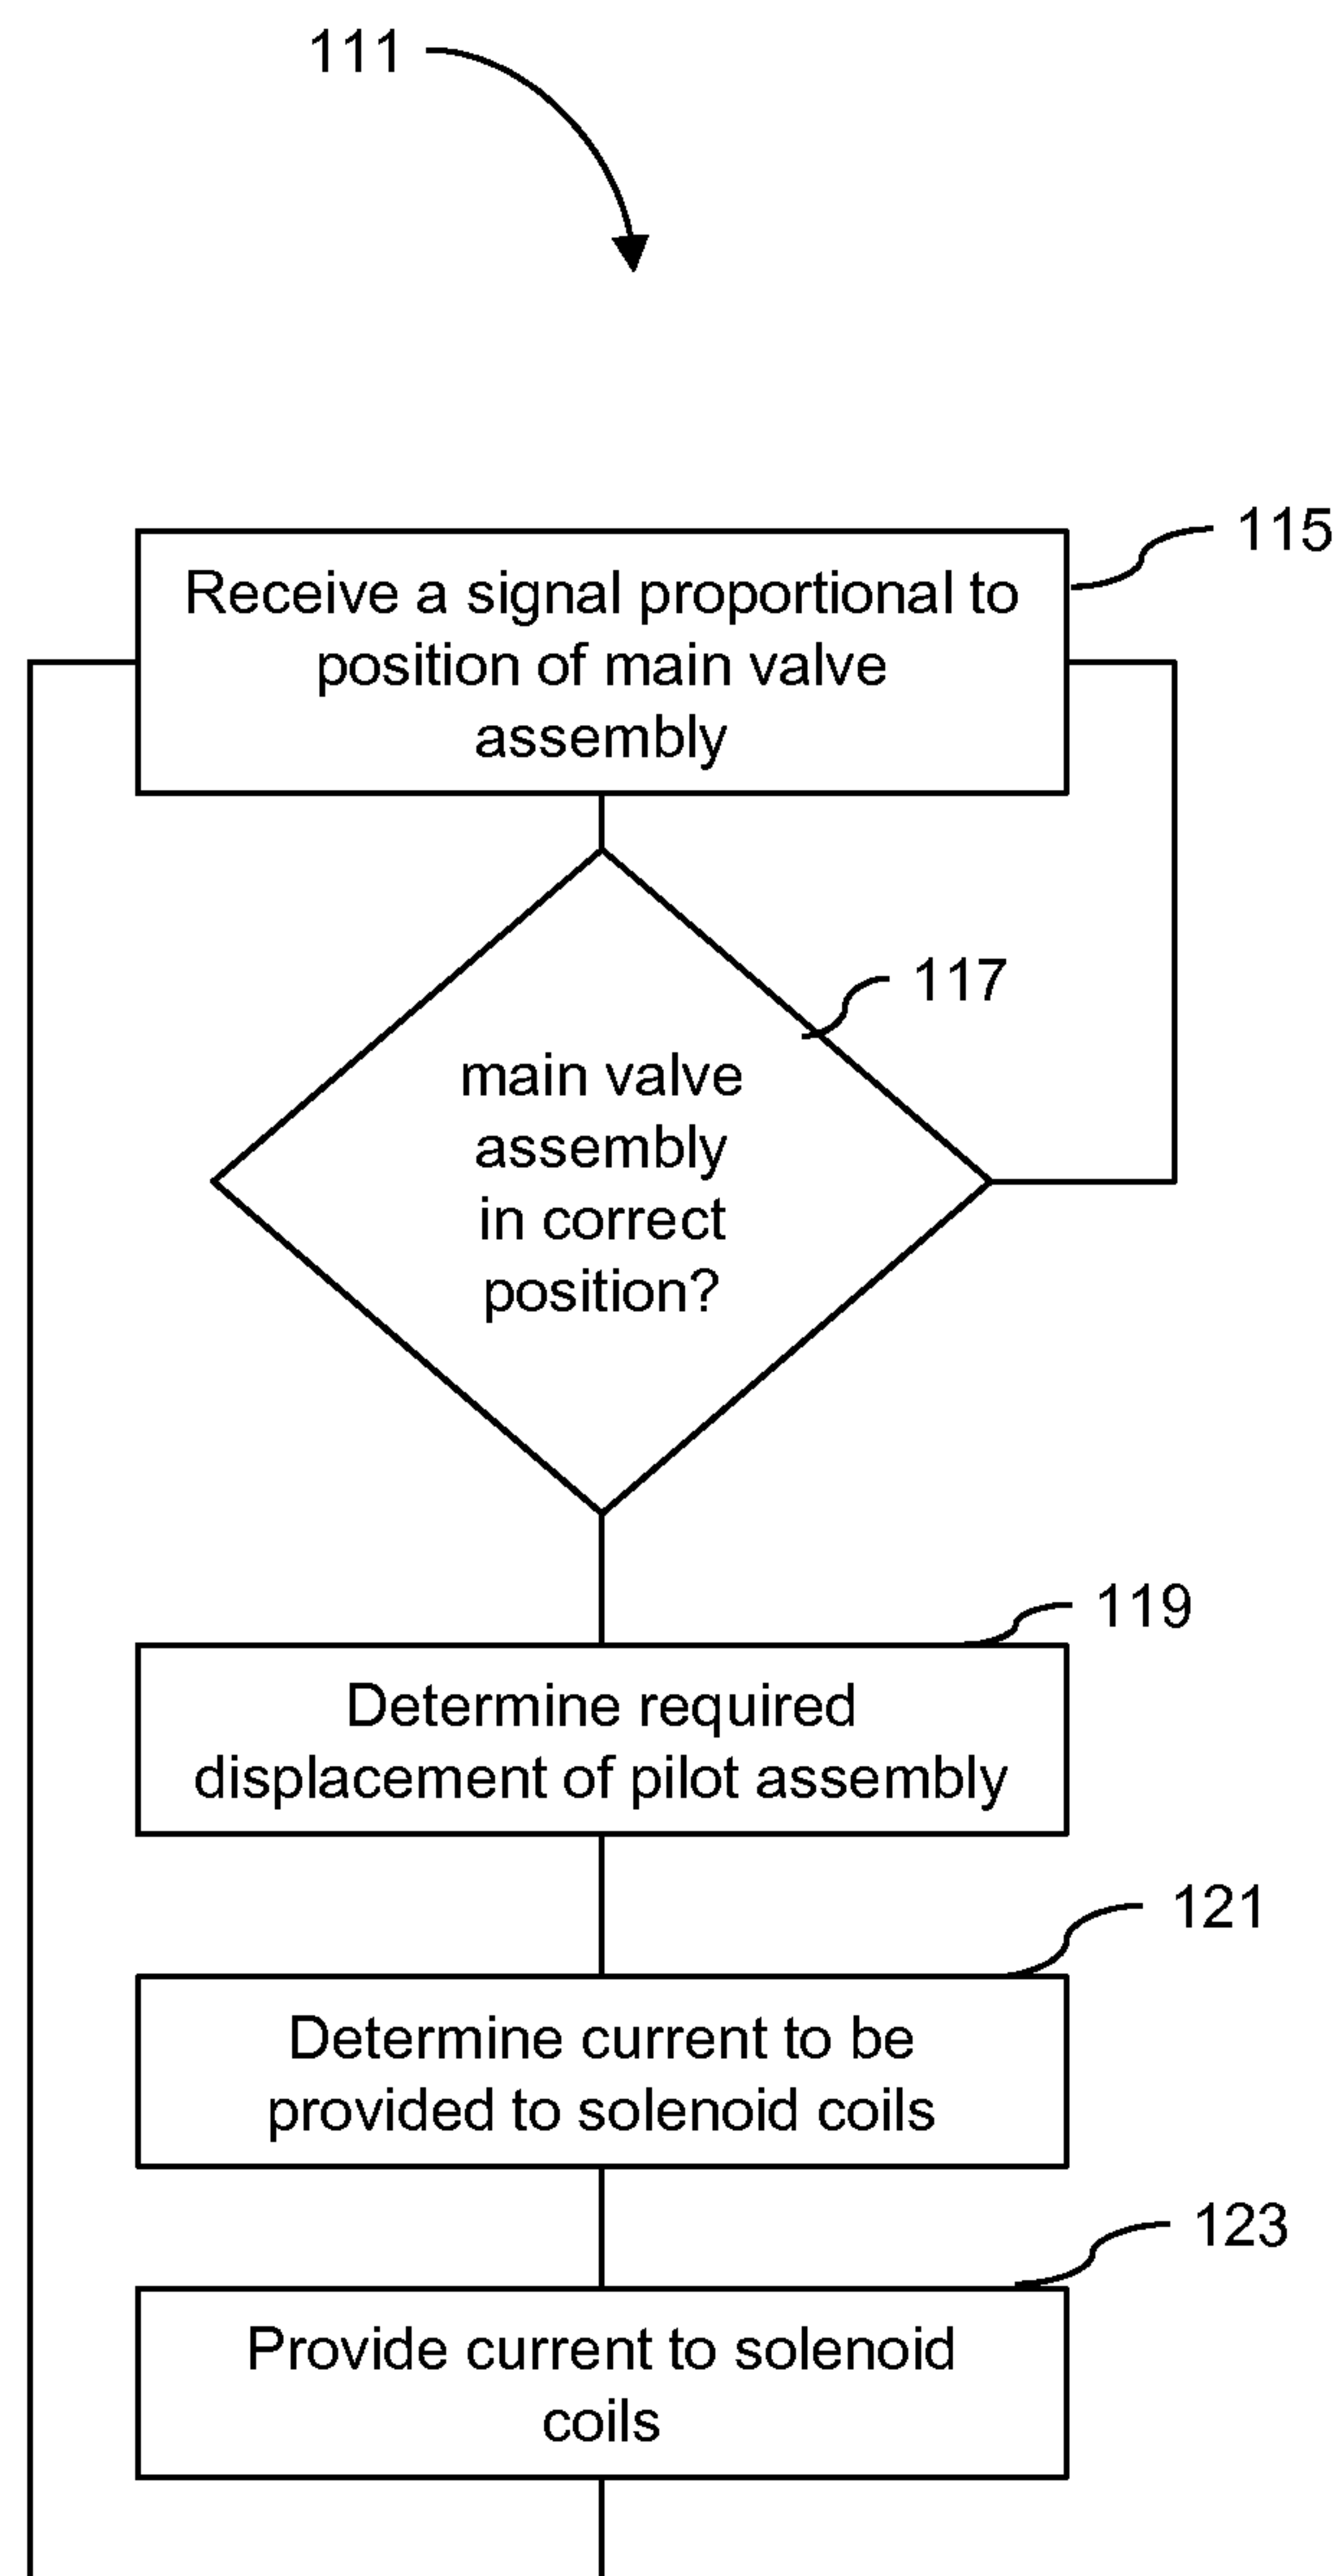 111
115
Receive a signal proportional to
position of main valve
assembly
117
main valve
assembly
in correct
position?
119
Determine required
displacement of pilot assembly
121
Determine current to be
provided to solenoid coils
123
Provide current to solenoid
coils